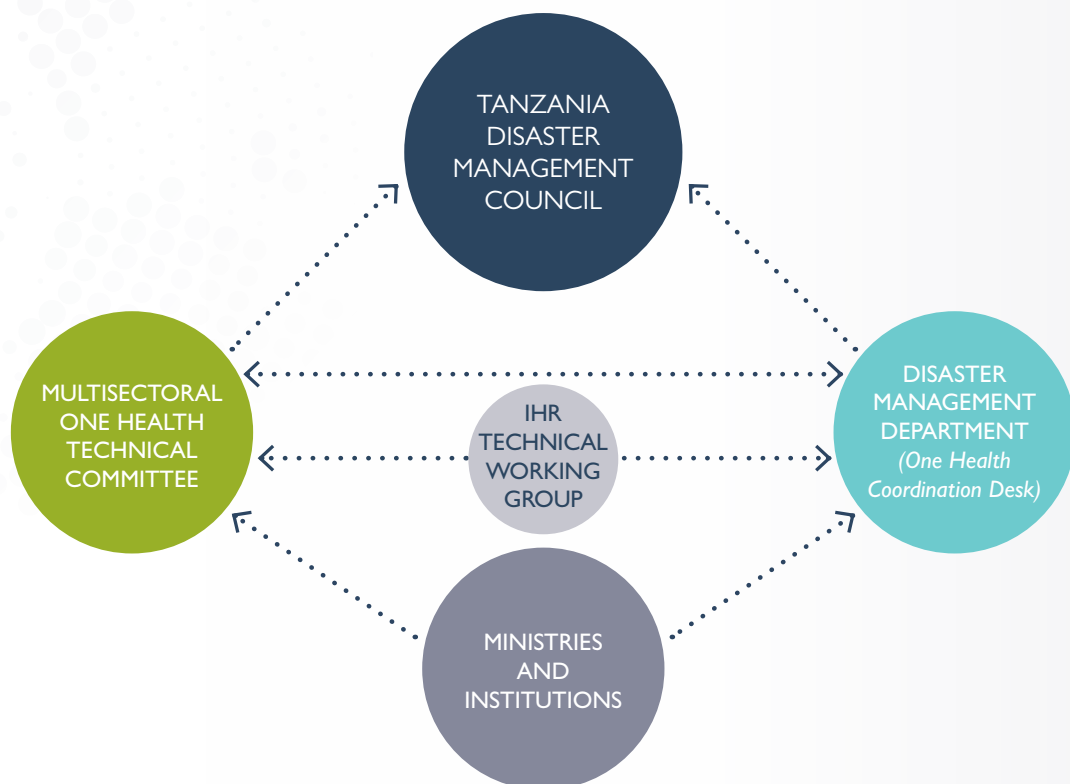 TANZANIA
DISASTER
MANAGEMENT
COUNCIL
MULTISECTORAL
ONE HEALTH
TECHNICAL
COMMITTEE
IHR
TECHNICAL
WORKING
GROUP
DISASTER
MANAGEMENT
DEPARTMENT
(One Health
Coordination Desk)
MINISTRIES
AND
INSTITUTIONS